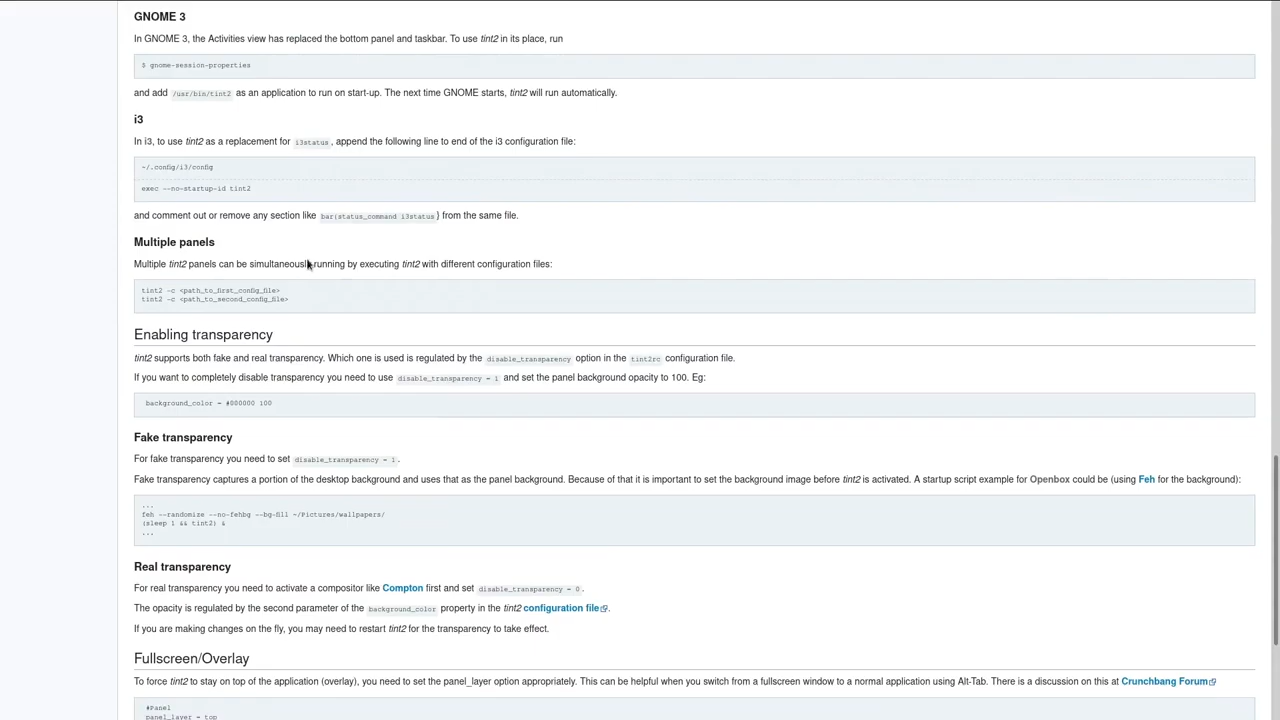 GNOME 3
In GNOME 3, the Activities view has replaced the bottom panel and taskbar. To use tint2 in its place, run
$ gnome-session-properties
and add /usr/bin/tint2 as an application to run on start-up. The next time GNOME starts, tint2 will run automatically.
i3
In i3, to use tint2 as a replacement for i3status, append the following line to end of the i3 configuration file:
~/.config/i3/config
exec --no-startup-id tint2
and comment out or remove any section like bar{status_command i3status} from the same file.
Multiple panels
Multiple tint2 panels can be simultaneously running by executing tint2 with different configuration files:
tint2 -c <path_to_first_config_file>
tint2 -c <path_to_second_config_file>
Enabling transparency
tint2 supports both fake and real transparency. Which one is used is regulated by the disable_transparency option in the tint2rc configuration file.
If you want to completely disable transparency you need to use disable_transparency = 1 and set the panel background opacity to 100. Eg:
background_color = #000000 100
Fake transparency
For fake transparency you need to set disable_transparency = 1.
Fake transparency captures a portion of the desktop background and uses that as the panel background. Because of that it is important to set the background image before tint2 is activated. A startup script example for Openbox could be (using Feh for the background):
...
feh --randomize --no-fehbg --bg-fill ~/Pictures/wallpapers/
(sleep 1 && tint2) &
...
Real transparency
For real transparency you need to activate a compositor like Compton first and set disable_transparency = 0.
The opacity is regulated by the second parameter of the background_color property in the tint2 configuration file.
If you are making changes on the fly, you may need to restart tint2 for the transparency to take effect.
Fullscreen/Overlay
To force tint2 to stay on top of the application (overlay), you need to set the panel_layer option appropriately. This can be helpful when you switch from a fullscreen window to a normal application using Alt-Tab. There is a discussion on this at Crunchbang Forum
#Panel
panel_layer = top